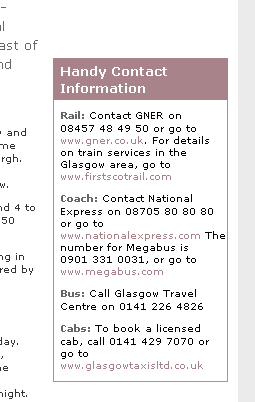 al
ast of
nd
and
me
rgh.
w.
nd 4 to
50
ng in
red by
day.
,
ne
night.
Handy Contact
Information
Rail: Contact GNER on
08457 48 49 50 or go to
www.gner.co.uk. For details
on train services in the
Glasgow area, go to
www.firstscotrail.com
Coach: Contact National
Express on 08705 80 80 80
or go to
www.nationalexpress.com The
number for Megabus is
0901 331 0031, or go to
www.megabus.com
Bus: Call Glasgow Travel
Centre on 0141 226 4826
Cabs: To book a licensed
cab, call 0141 429 7070 or
go to
www.glasgowtaxisltd.co.uk